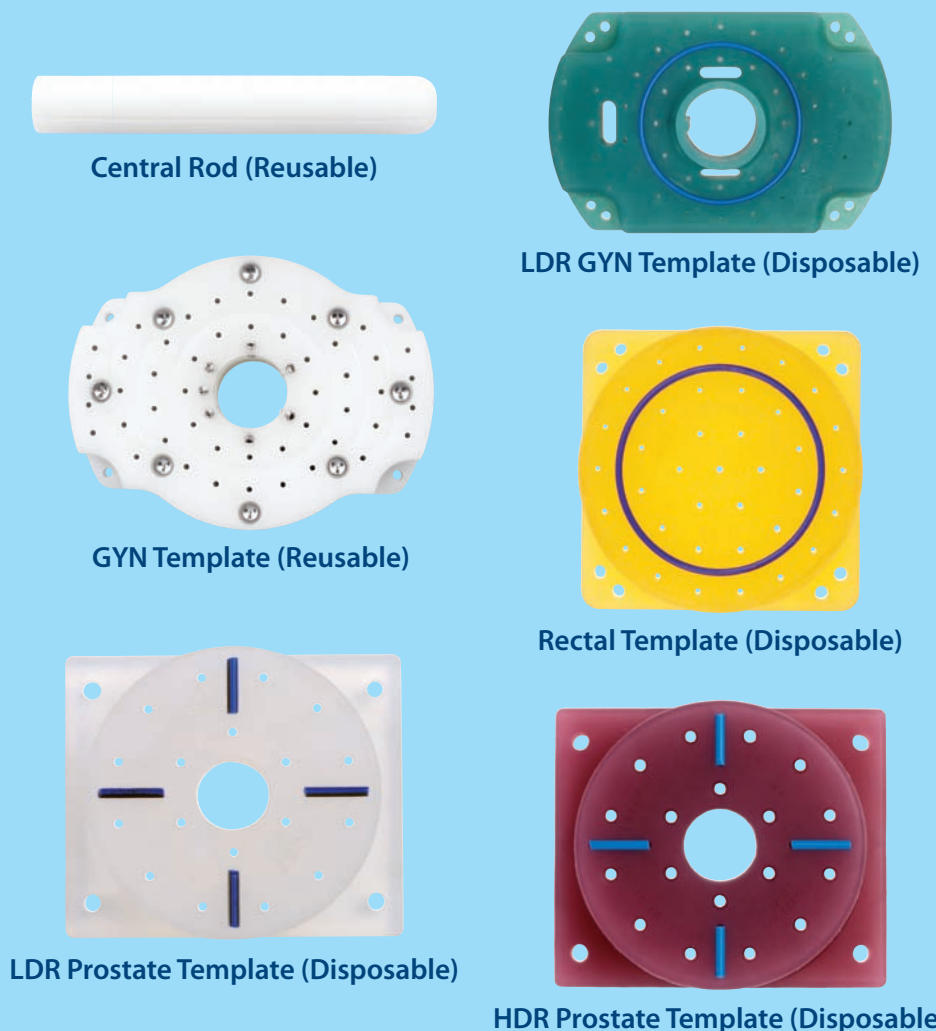 Central Rod (Reusable)
LDR GYN Template (Disposable)
GYN Template (Reusable)
Rectal Template (Disposable)
LDR Prostate Template (Disposable)
HDR Prostate Template (Disposable